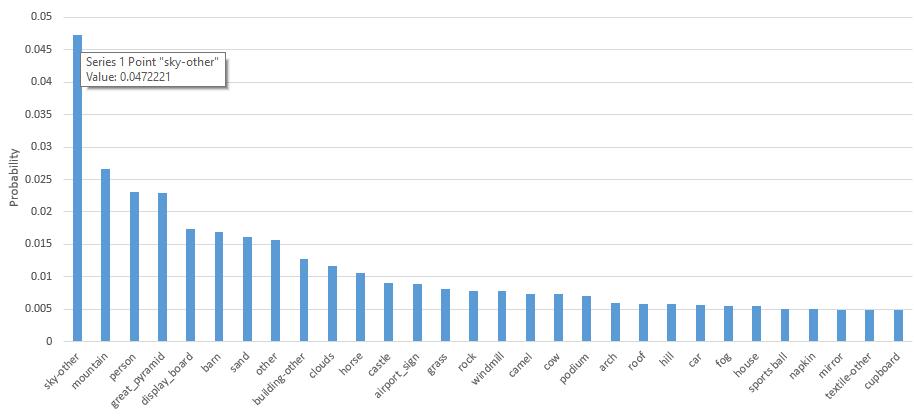 0.05
0.045
Series 1 Point "sky-other"
Value: 0.0472221
0.04
0.035
0.03
0.025
0.02
0.015
0.01
0.005
0
Probability
sky-other
mountain
person
great_pyramid
display_board
barn
sand
other
building-other
clouds
horse
castle
airport_sign
grass
rock
windmill
camel
cow
podium
arch
roof
hill
car
fog
house
sports ball
napkin
mirror
textile-other
cupboard